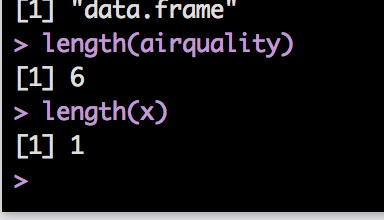 [1] "data.frame"
> length(airquality)
[1] 6
> length(x)
[1] 1
>